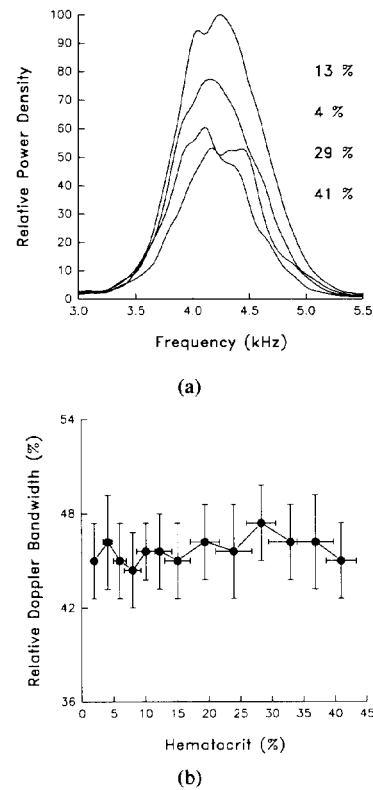 100
90
80
70
60
50
40
30
20
10
0
Relative Power Density
13 %
4 %
29 %
41 %
3.0 3.5 4.0 4.5 5.0 5.5
Frequency (kHz)
(a)
54
48
42
36
Relative Doppler Bandwidth (%)
0 5 10 15 20 25 30 35 40 45
Hematocrit (%)
(b)